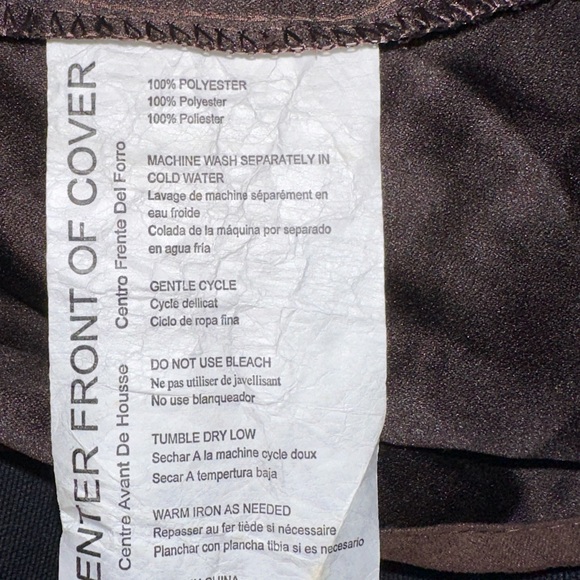 ENTER FRONT OF COVER
Centro Frente Del Forro
Centre Avant De Housse
100% POLYESTER
100% Polyester
100% Poliester
MACHINE WASH SEPARATELY IN
COLD WATER
Lavage de machine séparément en
eau froide
Colada de la máquina por separado
en agua fría
GENTLE CYCLE
Cycle dellicat
Ciclo de ropa fina
DO NOT USE BLEACH
Ne pas utiliser de javellisant
No use blanqueador
TUMBLE DRY LOW
Sechar A la machine cycle doux
Secar A tempertura baja
WARM IRON AS NEEDED
Repasser au fer tiède si nécessaire
Planchar con plancha tibia si es necesario